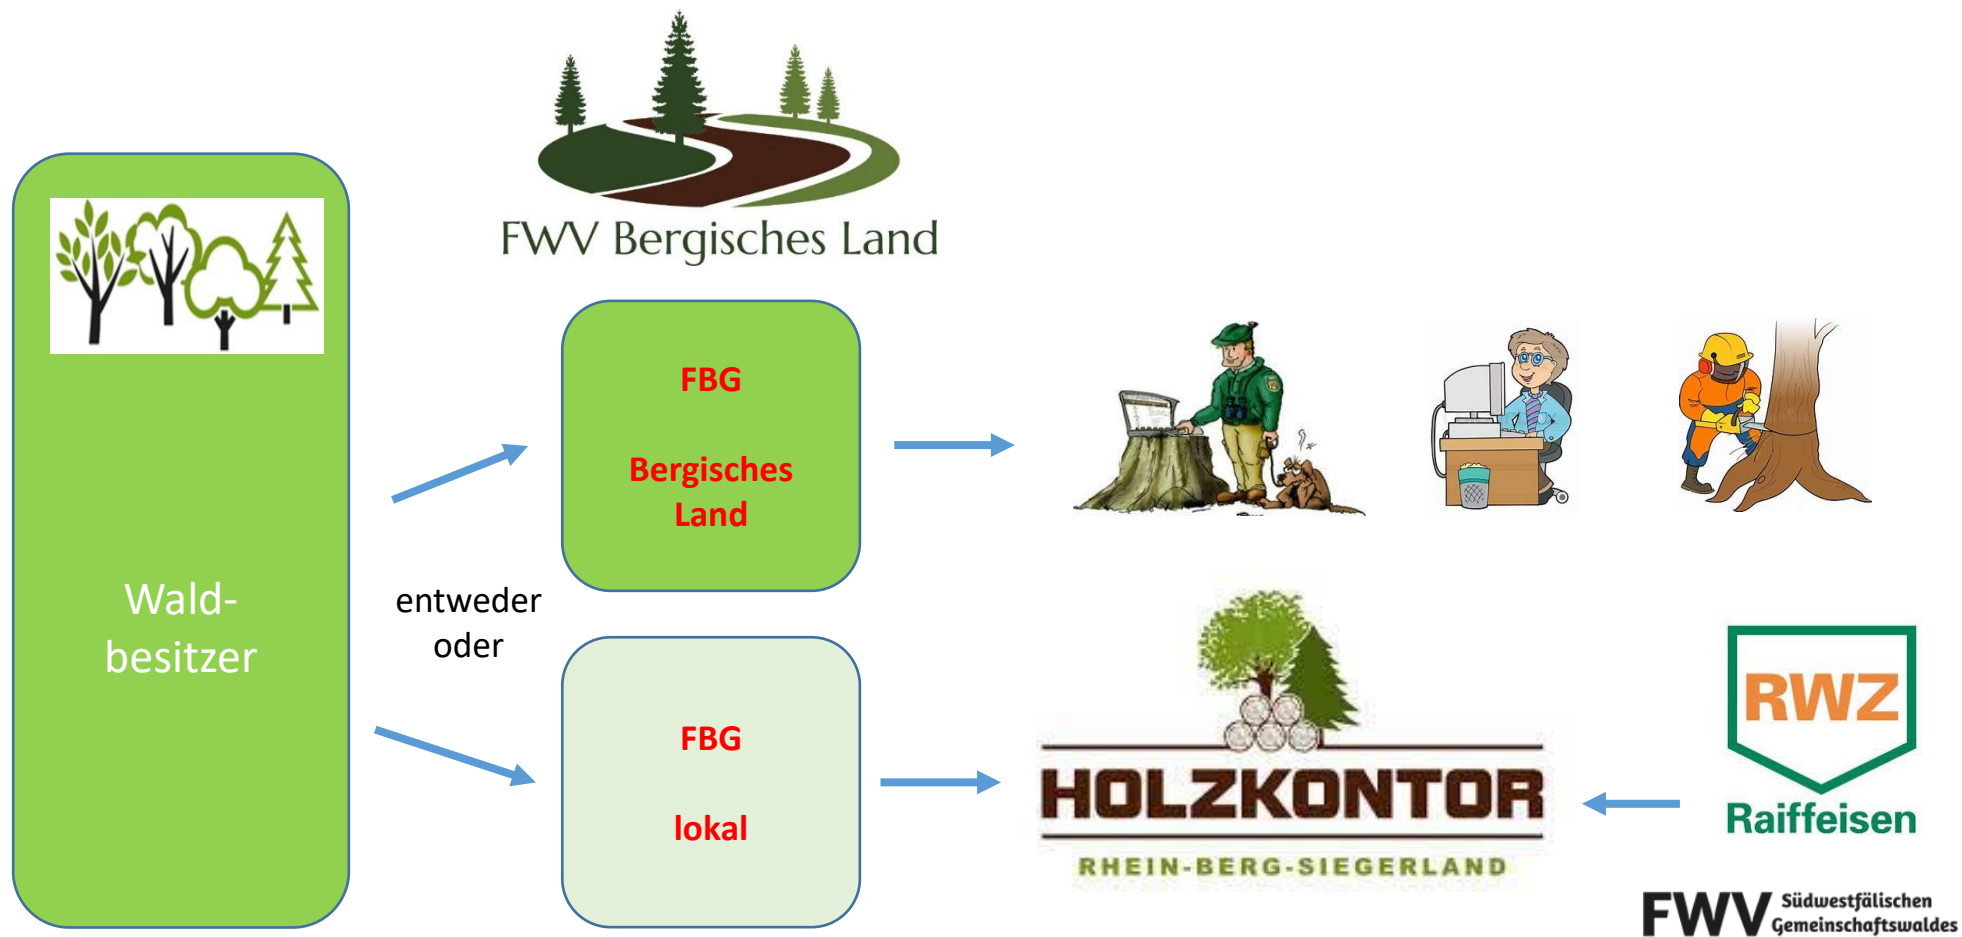 FWV Bergisches Land
Wald-
besitzer
entweder
oder
FBG
Bergisches
Land
FBG
lokal
HOLZKONTOR
RHEIN-BERG-SIEGERLAND
RWZ
Raiffeisen
FWV Südwestfälischen
Gemeinschaftswaldes